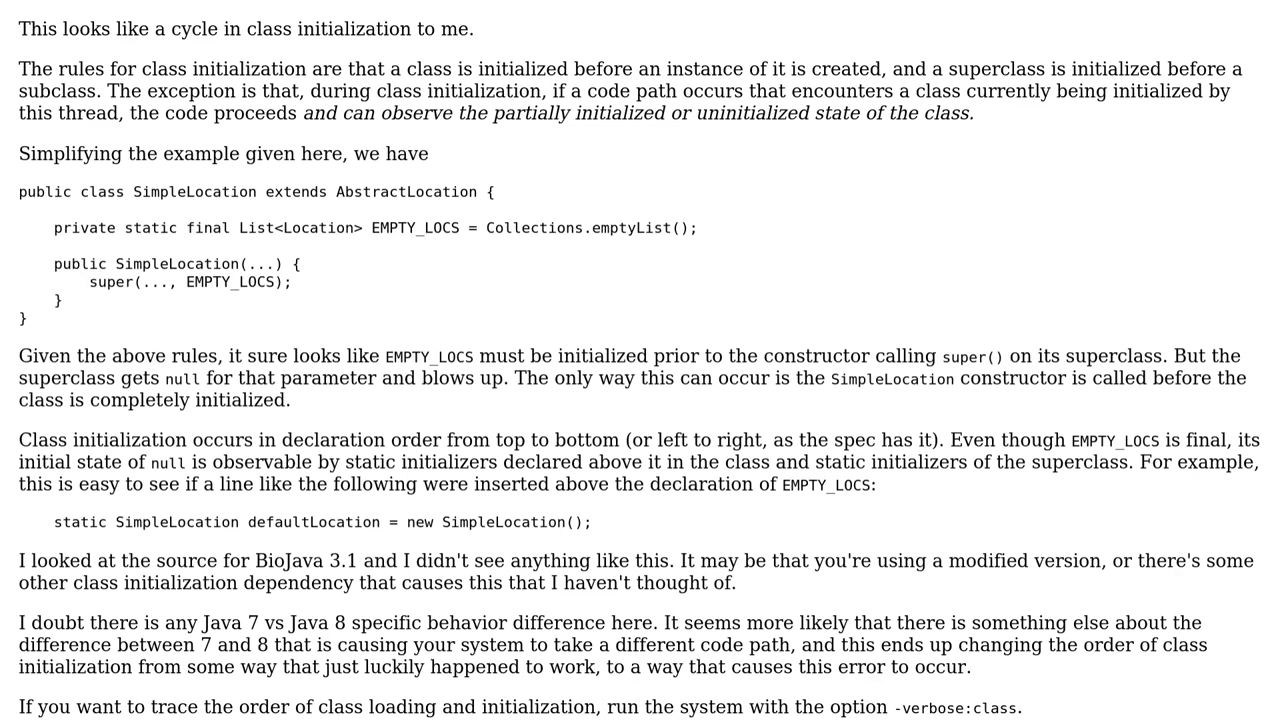 This looks like a cycle in class initialization to me.
The rules for class initialization are that a class is initialized before an instance of it is created, and a superclass is initialized before a
subclass. The exception is that, during class initialization, if a code path occurs that encounters a class currently being initialized by
this thread, the code proceeds and can observe the partially initialized or uninitialized state of the class.
Simplifying the example given here, we have
public class SimpleLocation extends AbstractLocation {
    private static final List<Location> EMPTY_LOCS = Collections.emptyList();
    public SimpleLocation(...) {
        super(..., EMPTY_LOCS);
    }
}
Given the above rules, it sure looks like EMPTY_LOCS must be initialized prior to the constructor calling super() on its superclass. But the
superclass gets null for that parameter and blows up. The only way this can occur is the SimpleLocation constructor is called before the
class is completely initialized.
Class initialization occurs in declaration order from top to bottom (or left to right, as the spec has it). Even though EMPTY_LOCS is final, its
initial state of null is observable by static initializers declared above it in the class and static initializers of the superclass. For example,
this is easy to see if a line like the following were inserted above the declaration of EMPTY_LOCS:
    static SimpleLocation defaultLocation = new SimpleLocation();
I looked at the source for BioJava 3.1 and I didn't see anything like this. It may be that you're using a modified version, or there's some
other class initialization dependency that causes this that I haven't thought of.
I doubt there is any Java 7 vs Java 8 specific behavior difference here. It seems more likely that there is something else about the
difference between 7 and 8 that is causing your system to take a different code path, and this ends up changing the order of class
initialization from some way that just luckily happened to work, to a way that causes this error to occur.
If you want to trace the order of class loading and initialization, run the system with the option -verbose:class.